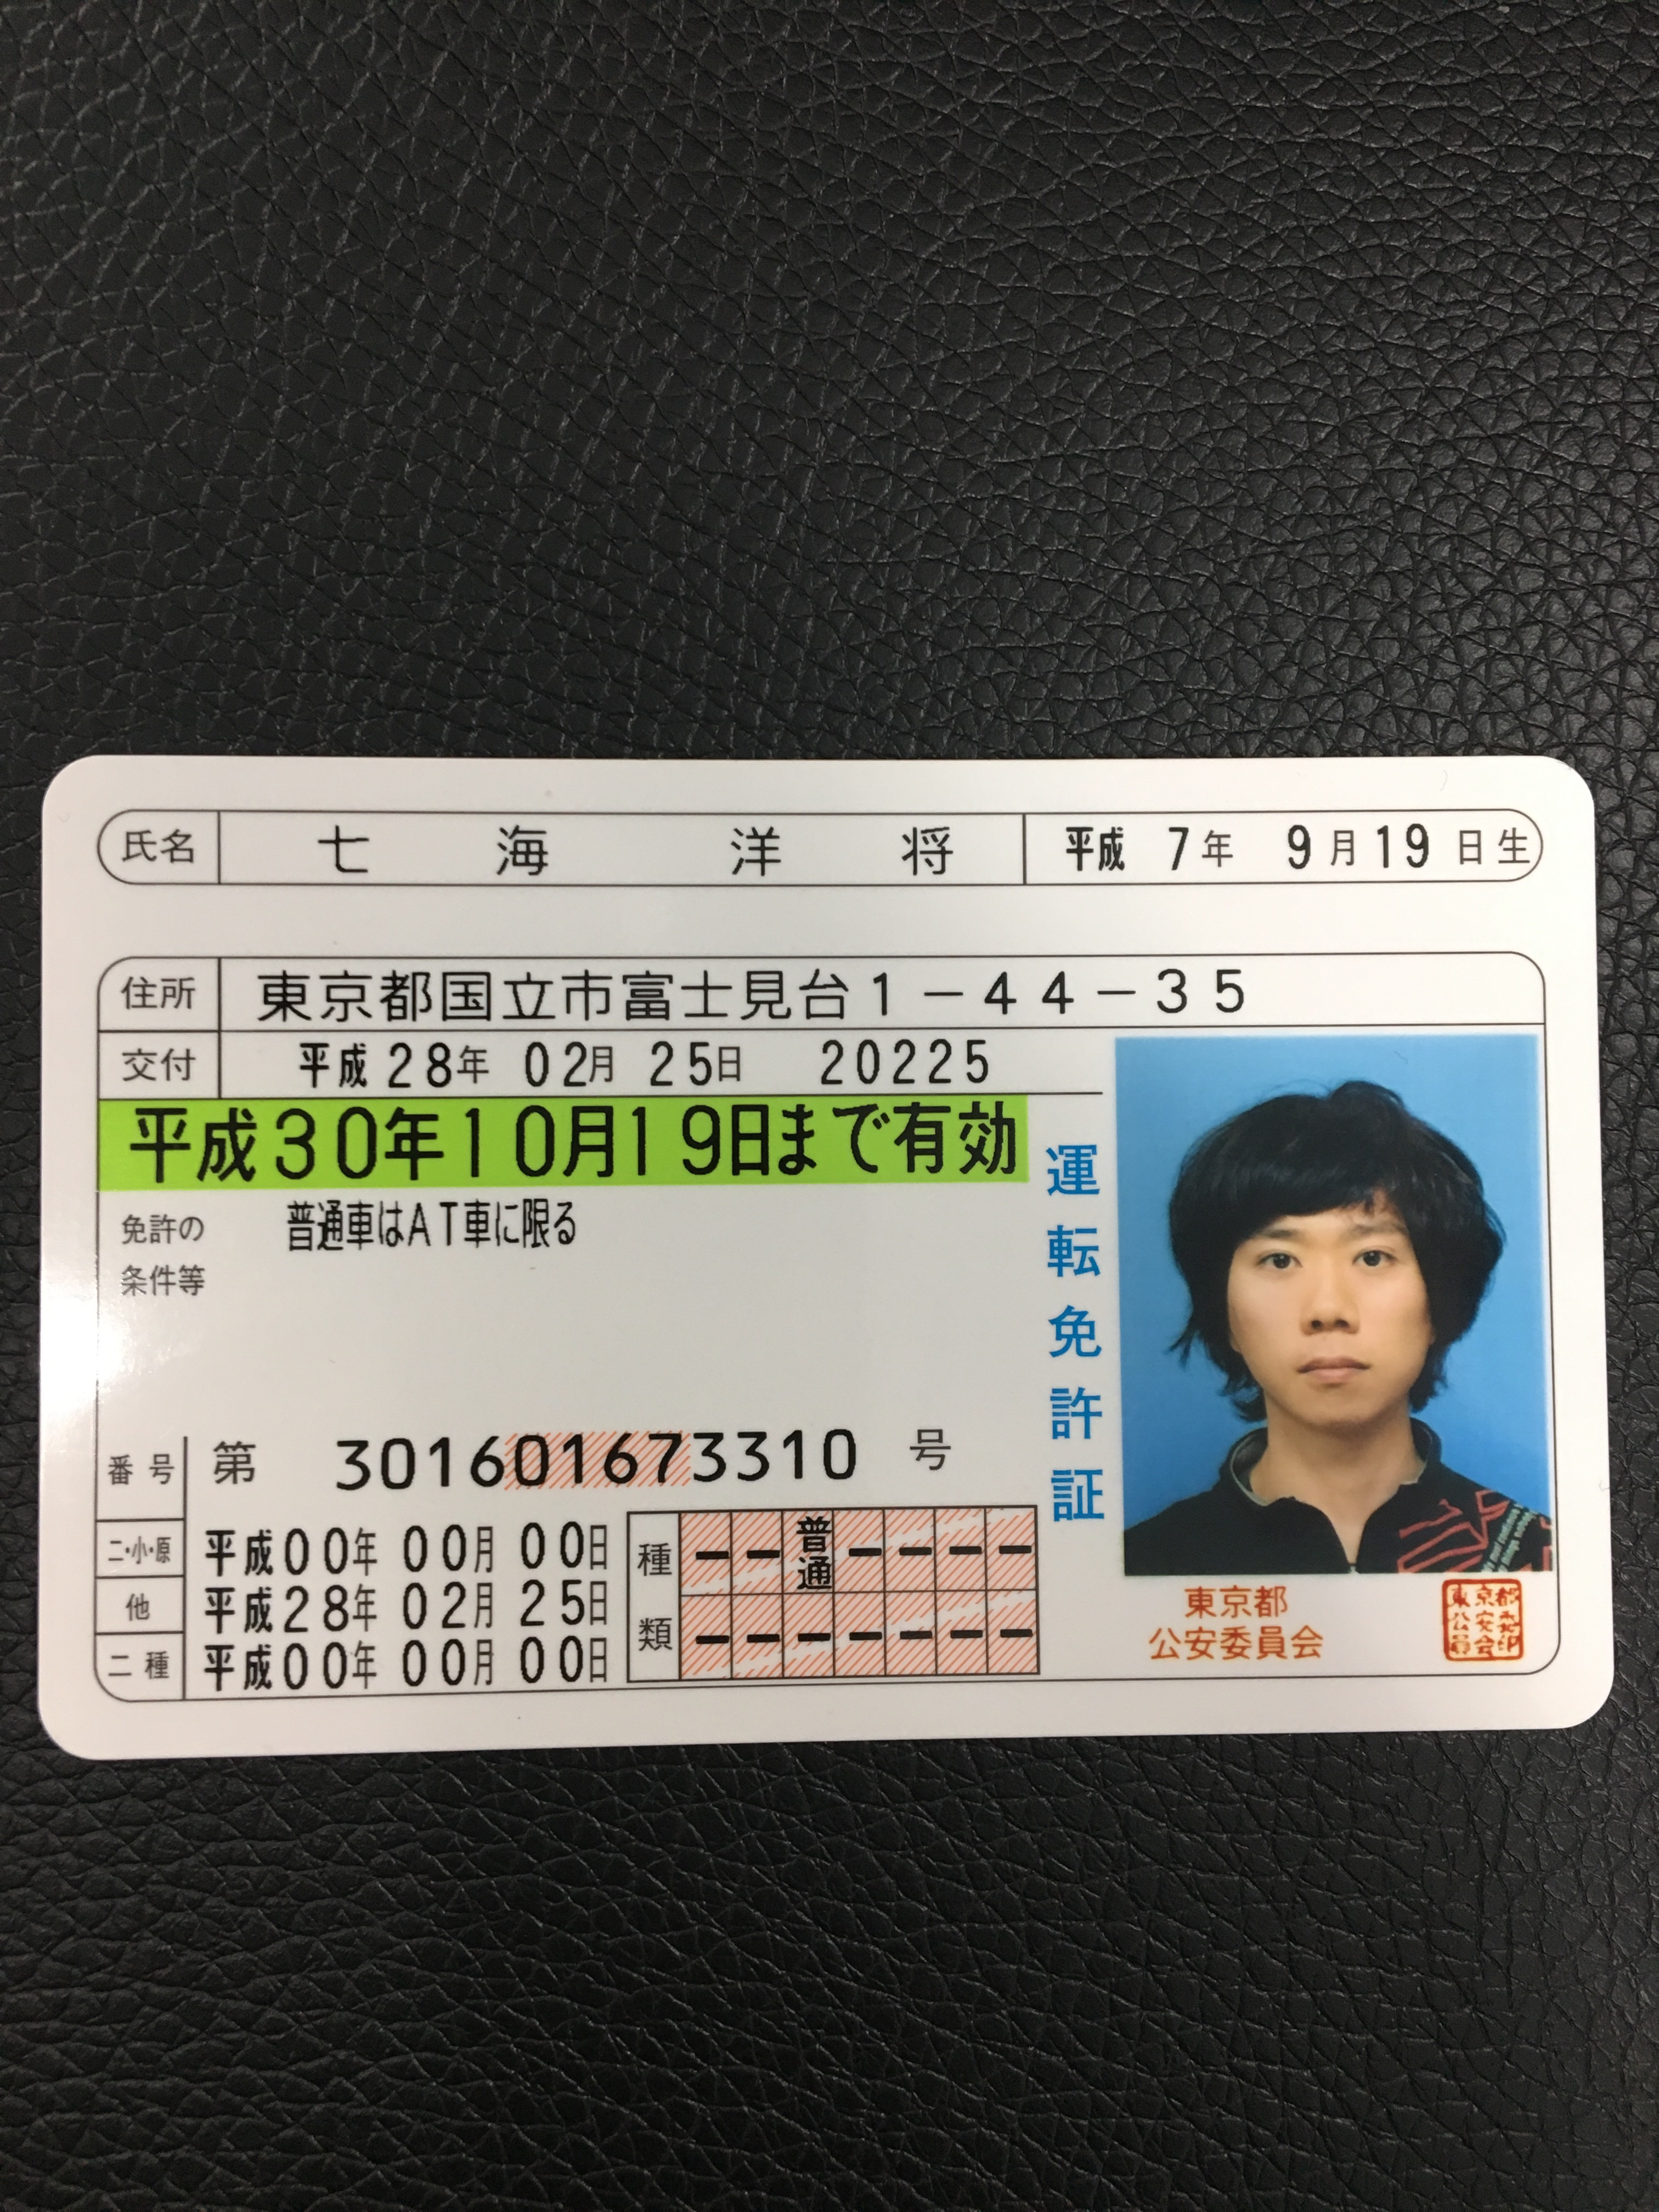 氏名 七海 洋将 平成 7年 9月19日生
住所 東京都国立市富士見台1-44-35
交付 平成28年 02月 25日 20225
平成30年10月19日まで有効
免許の 普通車はAT車に限る
条件等
運転免許証
番号 第 301601673310 号
二・小・原 平成00年 00月 00日
他 平成28年 02月 25日
二種 平成00年 00月 00日
種類 ー ー 普通 ー ー ー ー
ー ー ー ー ー ー ー
東京都
公安委員会
東京都
公安委
員会印